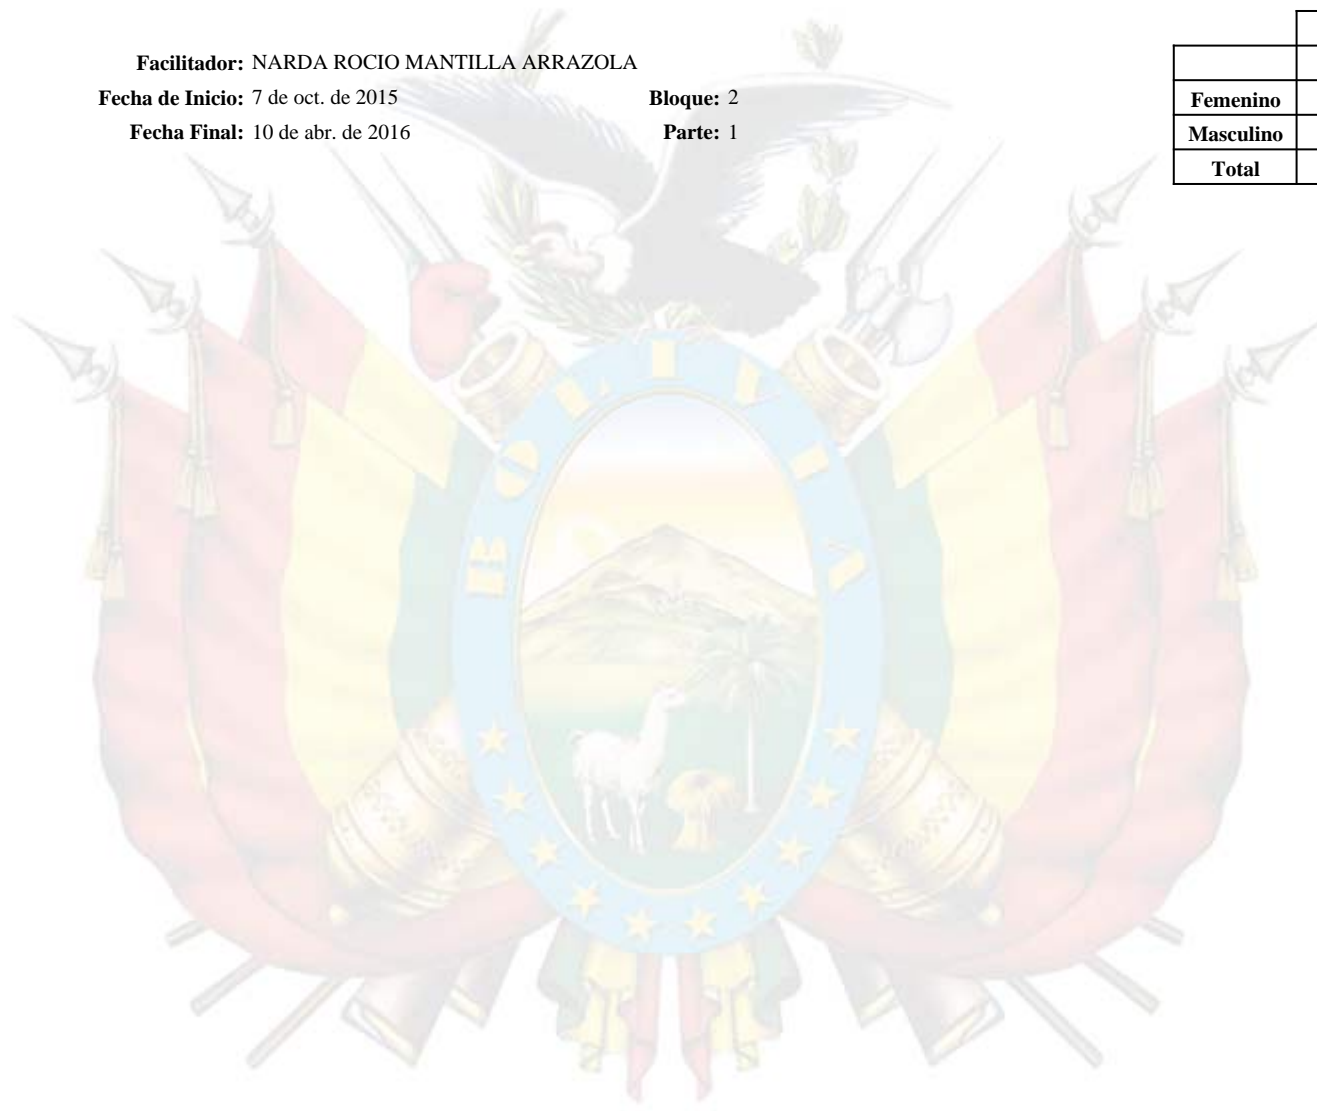 Facilitador: NARDA ROCIO MANTILLA ARRAZOLA
Fecha de Inicio: 7 de oct. de 2015 Bloque: 2
Fecha Final: 10 de abr. de 2016 Parte: 1
Femenino
Masculino
Total
BOLIVIA